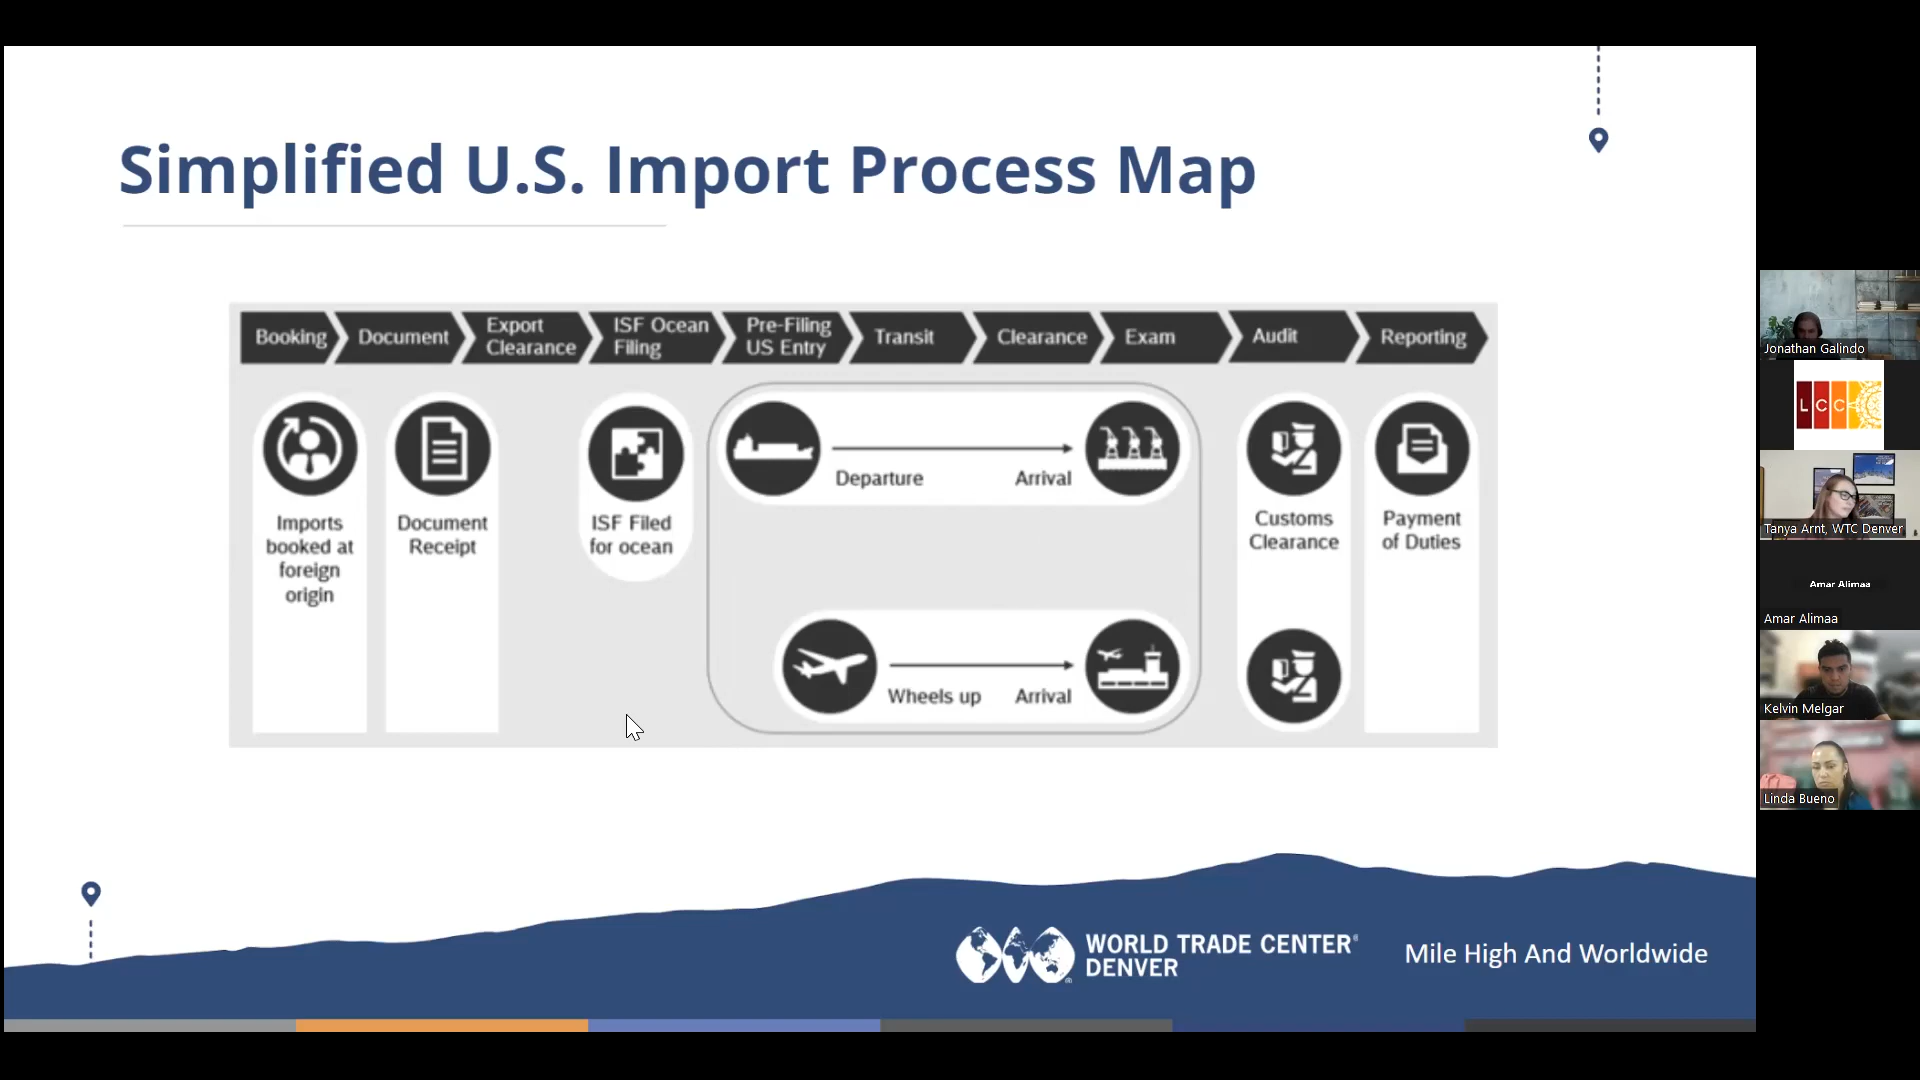 Simplified U.S. Import Process Map
Booking
Document
Export
Clearance
ISF Ocean
Filing
Pre-Filing
US Entry
Transit
Clearance
Exam
Audit
Reporting
Imports
booked at
foreign
origin
Document
Receipt
ISF Filed
for ocean
Departure
Arrival
Wheels up
Arrival
Customs
Clearance
Payment
of Duties
WORLD TRADE CENTER®
DENVER
Mile High And Worldwide
Jonathan Galindo
LCC
Tanya Arnt, WTC Denver
Amar Alimaa
Amar Alimaa
Kelvin Melgar
Linda Bueno